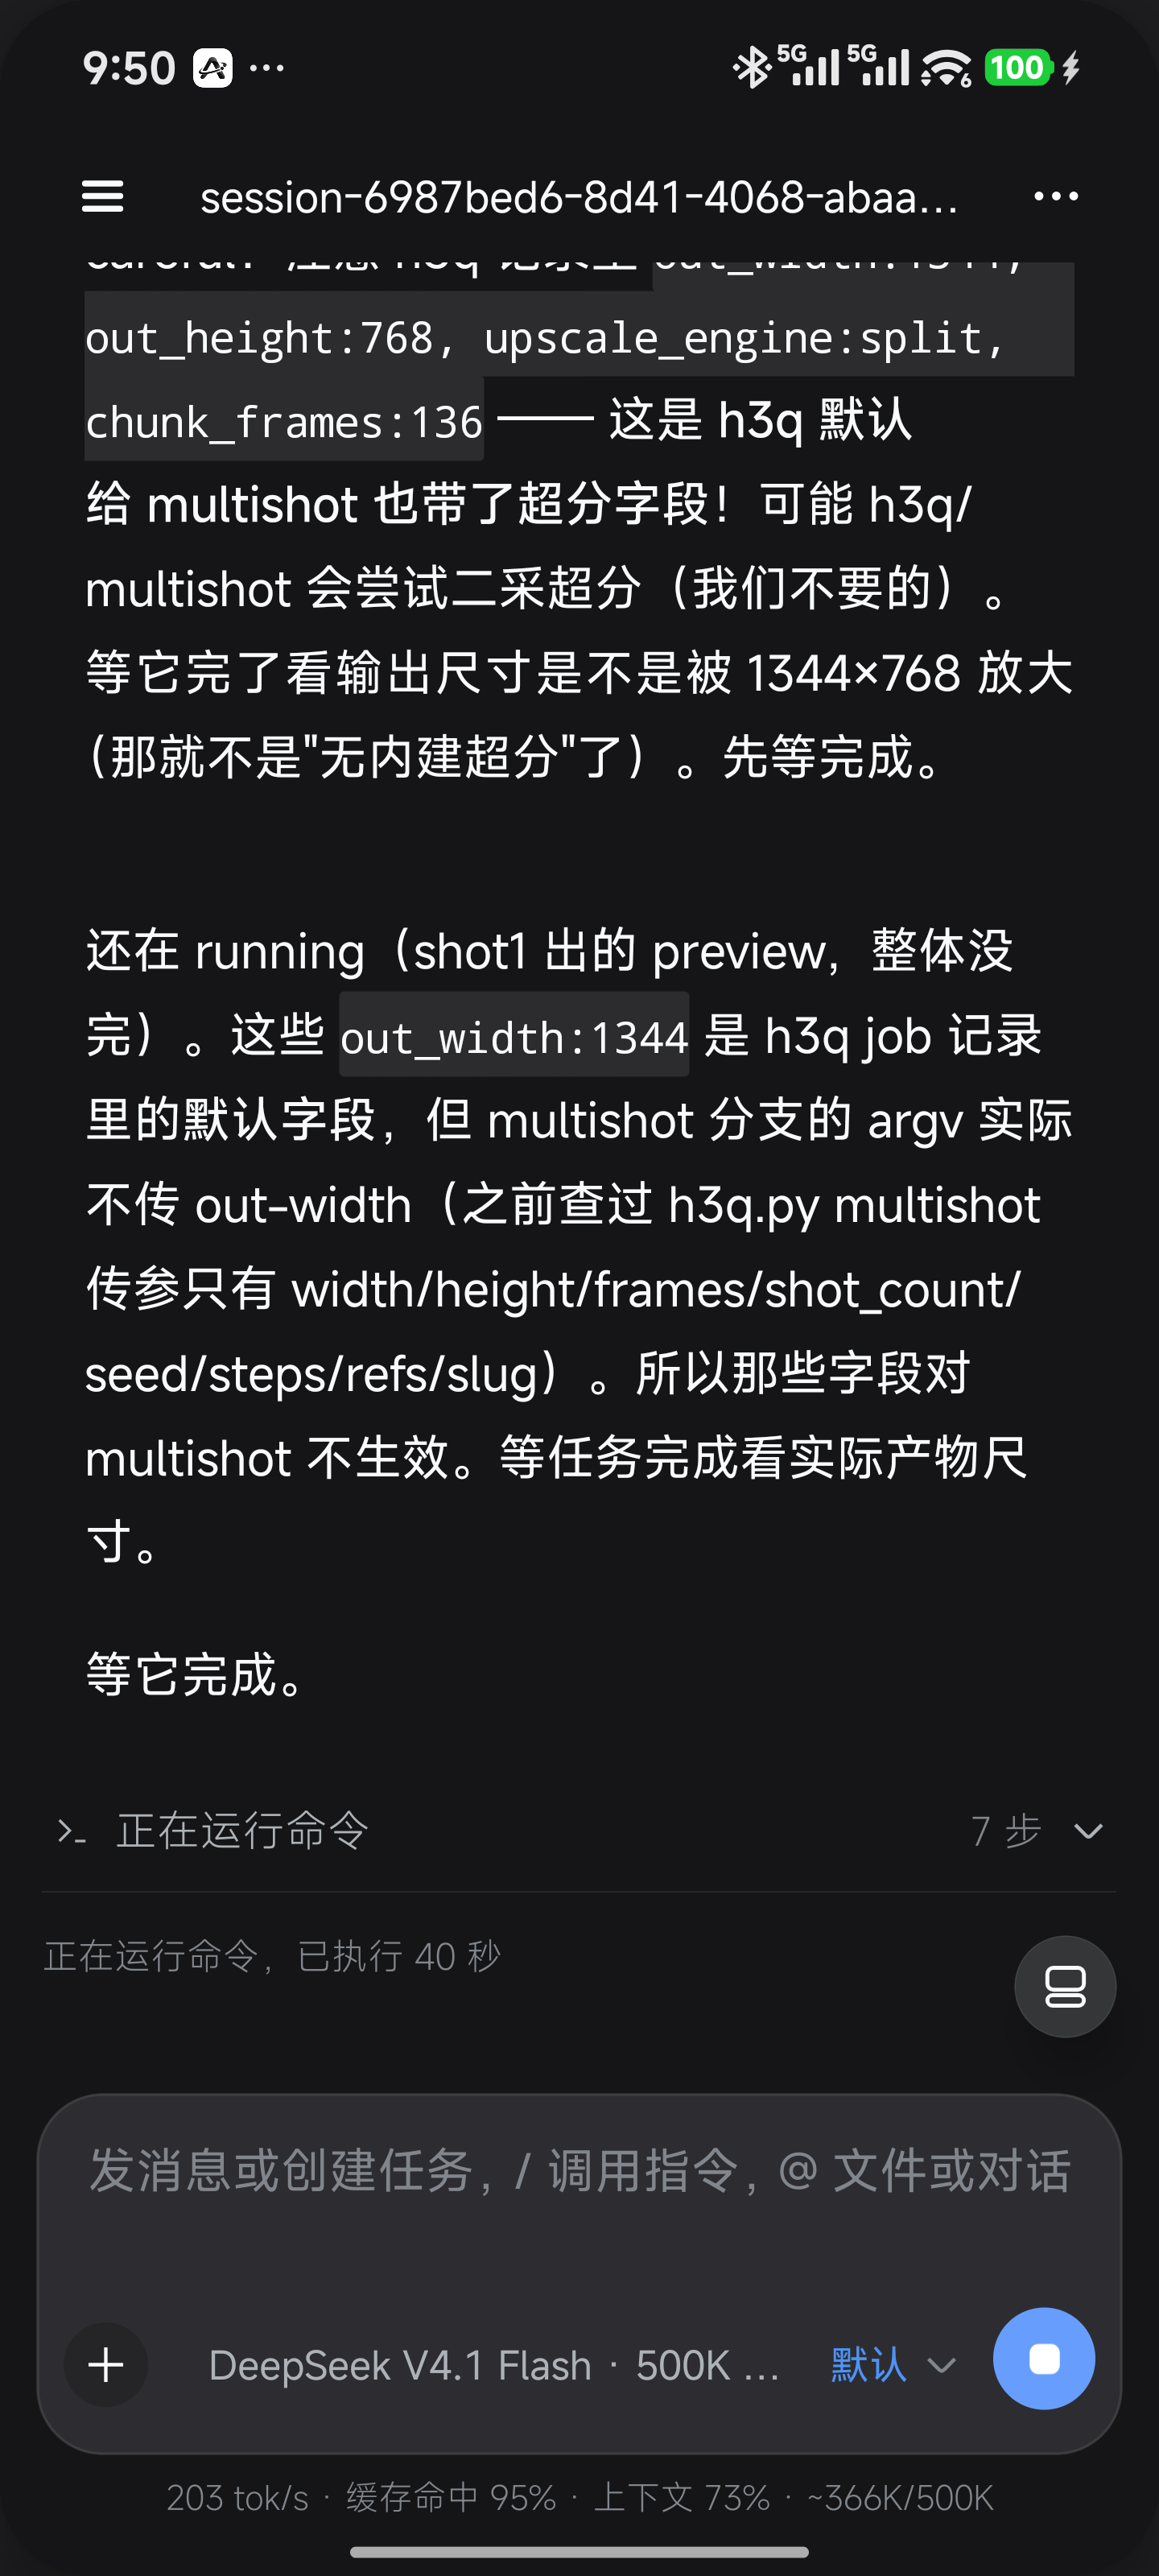 9:50 ··· 5G 5G 6 100
session-6987bed6-8d41-4068-abaa... ···
out_height:768, upscale_engine:split,
chunk_frames:136 —— 这是 h3q 默认
给 multishot 也带了超分字段！可能 h3q/
multishot 会尝试二采超分（我们不要的）。
等它完了看输出尺寸是不是被 1344×768 放大
（那就不是"无内建超分"了）。先等完成。
还在 running（shot1 出的 preview，整体没
完）。这些 out_width:1344 是 h3q job 记录
里的默认字段，但 multishot 分支的 argv 实际
不传 out-width（之前查过 h3q.py multishot
传参只有 width/height/frames/shot_count/
seed/steps/refs/slug）。所以那些字段对
multishot 不生效。等任务完成看实际产物尺
寸。
等它完成。
>_ 正在运行命令 7 步
正在运行命令，已执行 40 秒
发消息或创建任务，/ 调用指令，@ 文件或对话
+ DeepSeek V4.1 Flash · 500K ... 默认
203 tok/s · 缓存命中 95% · 上下文 73% · ~366K/500K